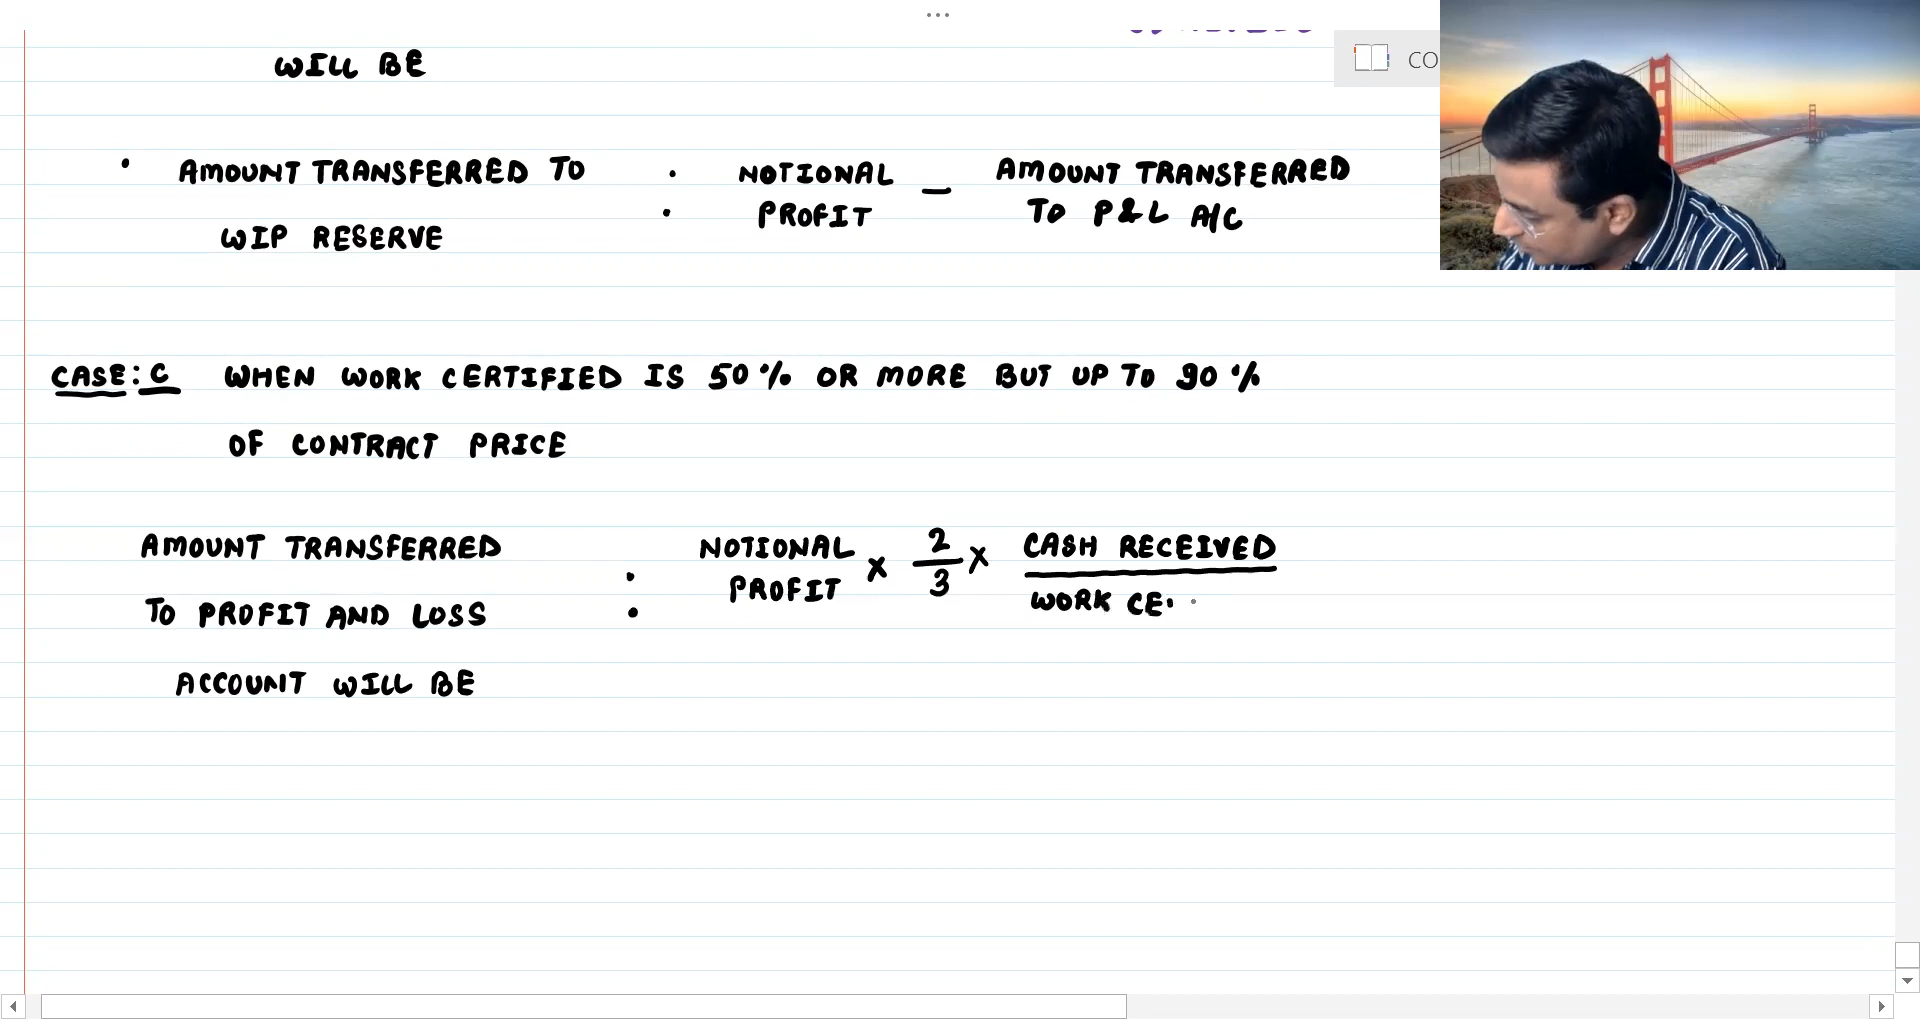 WILL BE
CO
• AMOUNT TRANSFERRED TO : NOTIONAL PROFIT – AMOUNT TRANSFERRED TO P&L A/C
WIP RESERVE
CASE: C WHEN WORK CERTIFIED IS 50% OR MORE BUT UP TO 90%
OF CONTRACT PRICE
AMOUNT TRANSFERRED : NOTIONAL PROFIT × 2/3 × CASH RECEIVED / WORK CE
TO PROFIT AND LOSS
ACCOUNT WILL BE